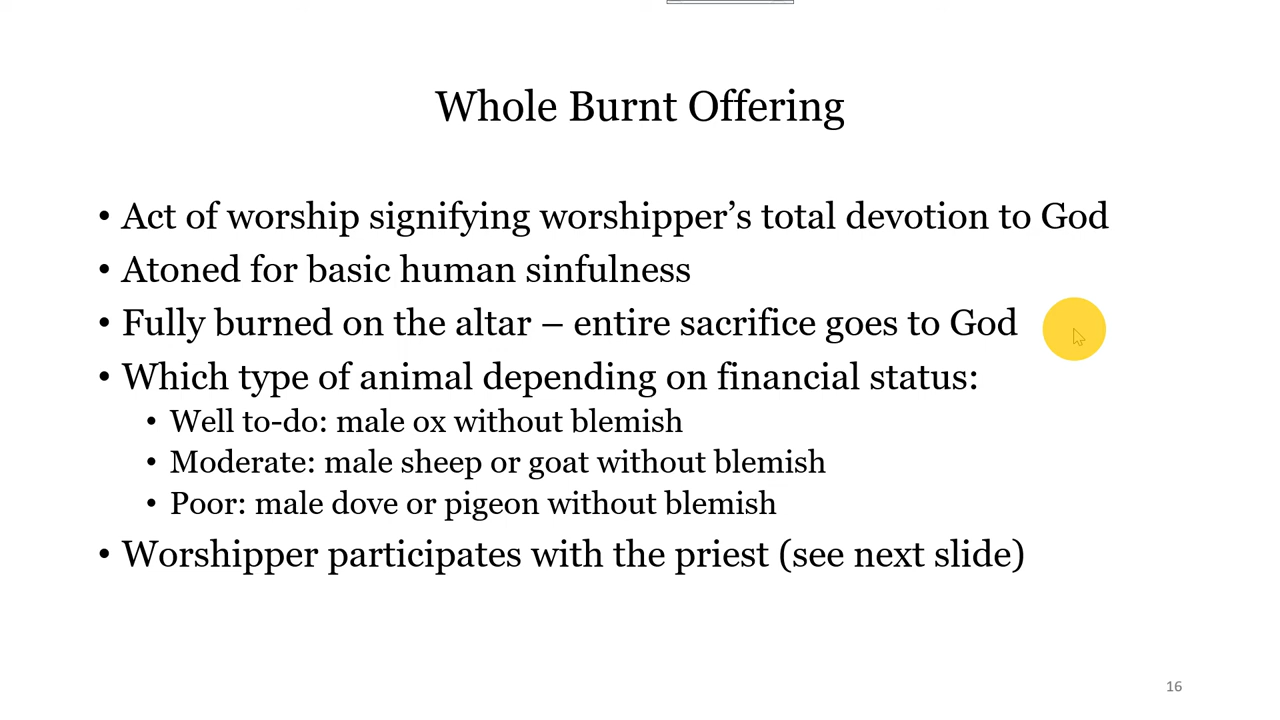 Whole Burnt Offering
• Act of worship signifying worshipper’s total devotion to God
• Atoned for basic human sinfulness
• Fully burned on the altar – entire sacrifice goes to God
• Which type of animal depending on financial status:
• Well to-do: male ox without blemish
• Moderate: male sheep or goat without blemish
• Poor: male dove or pigeon without blemish
• Worshipper participates with the priest (see next slide)
16